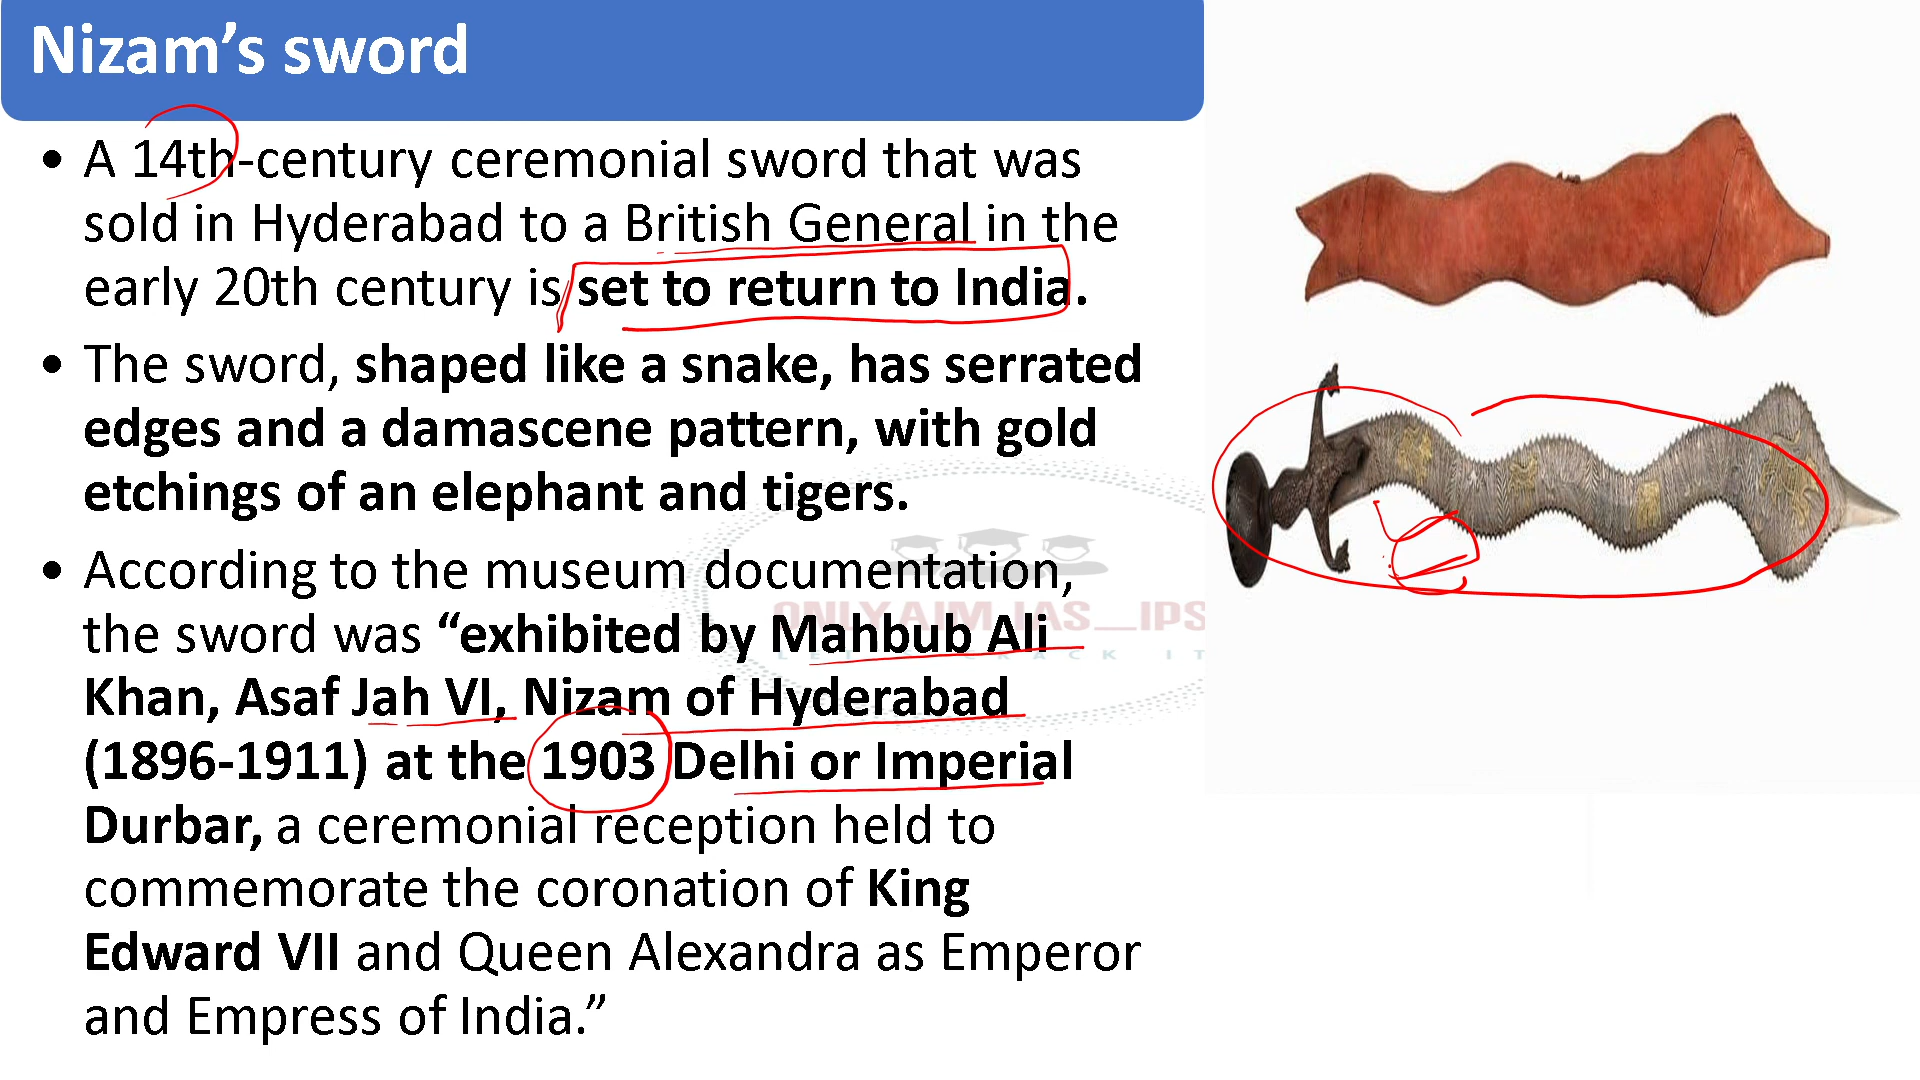 Nizam’s sword
• A 14th-century ceremonial sword that was
sold in Hyderabad to a British General in the
early 20th century is set to return to India.
• The sword, shaped like a snake, has serrated
edges and a damascene pattern, with gold
etchings of an elephant and tigers.
• According to the museum documentation,
ONLYAIM IAS__IPS
the sword was “exhibited by Mahbub Ali
Khan, Asaf Jah VI, Nizam of Hyderabad
(1896-1911) at the 1903 Delhi or Imperial
Durbar, a ceremonial reception held to
commemorate the coronation of King
Edward VII and Queen Alexandra as Emperor
and Empress of India.”